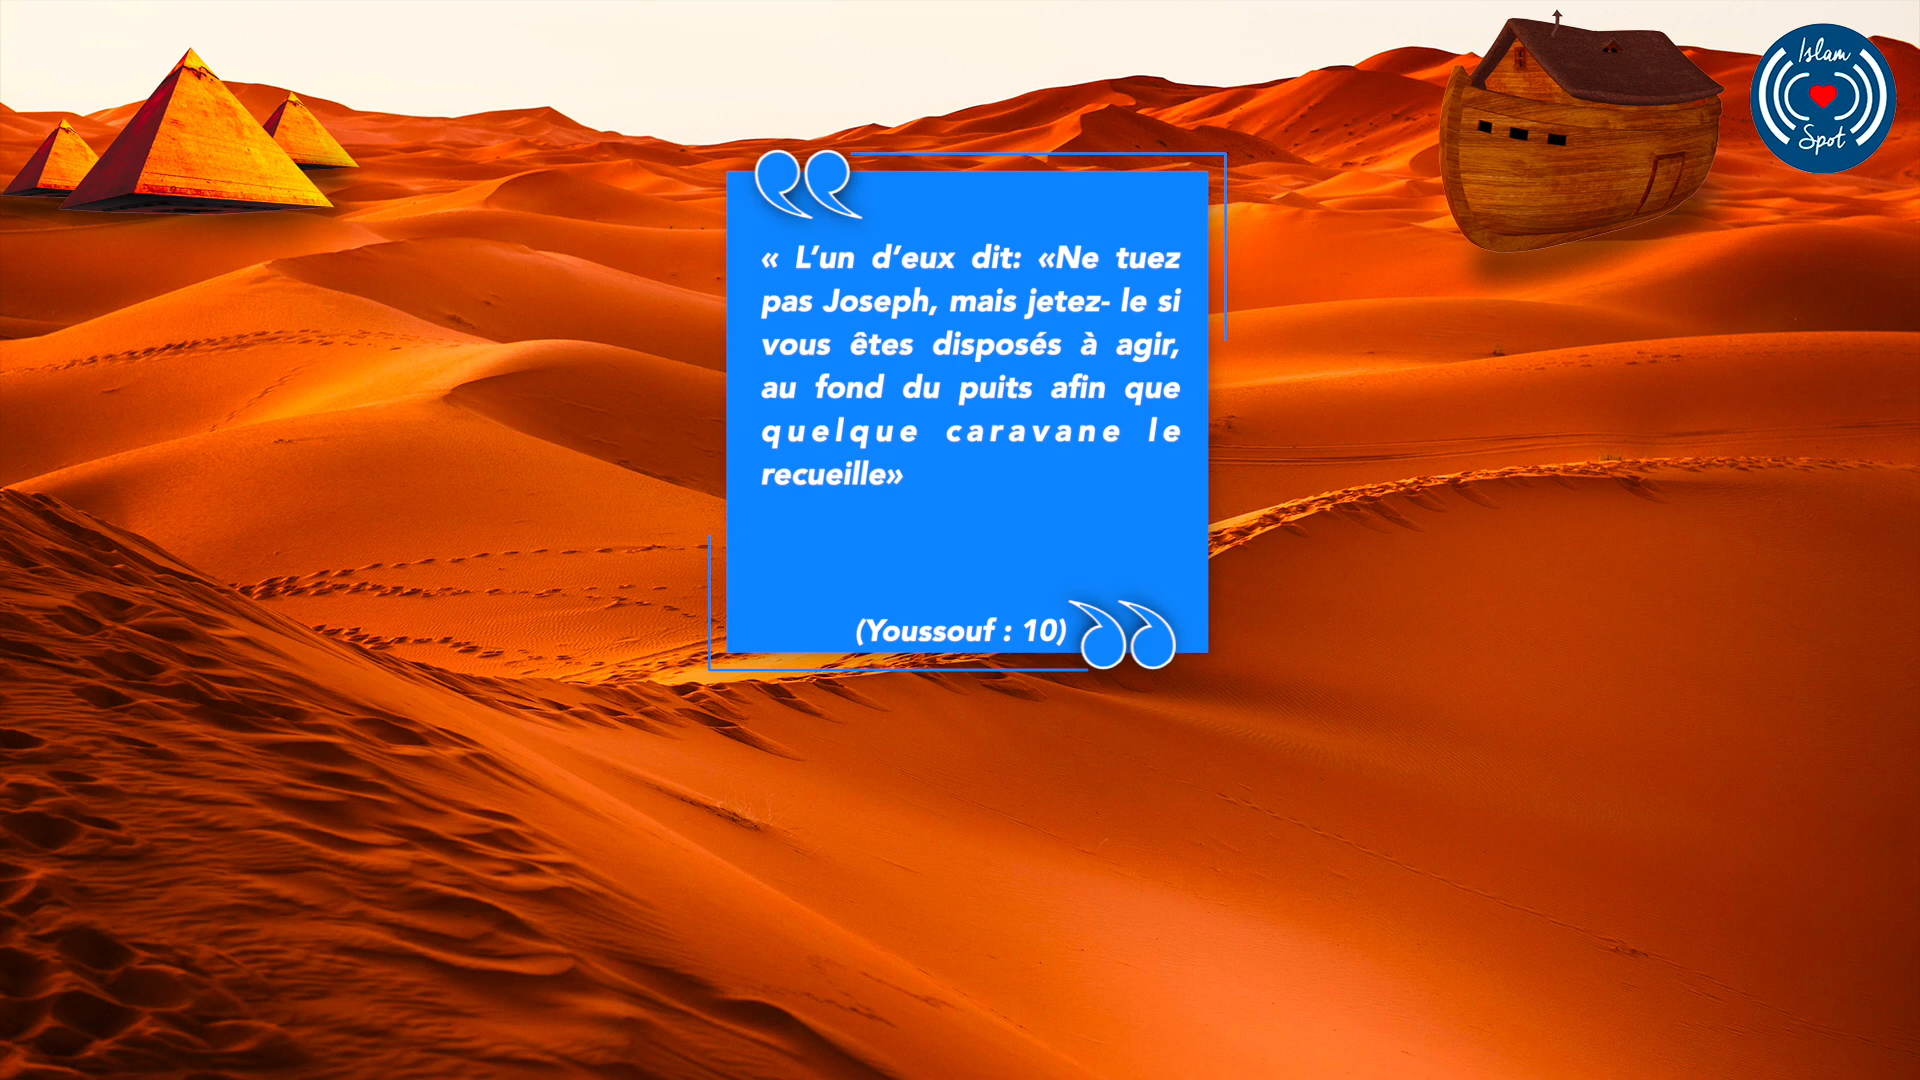 Islam
Spot
« L’un d’eux dit: «Ne tuez
pas Joseph, mais jetez- le si
vous êtes disposés à agir,
au fond du puits afin que
quelque caravane le
recueille»
(Youssouf : 10)